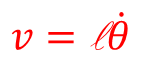 v = ℓθ̇